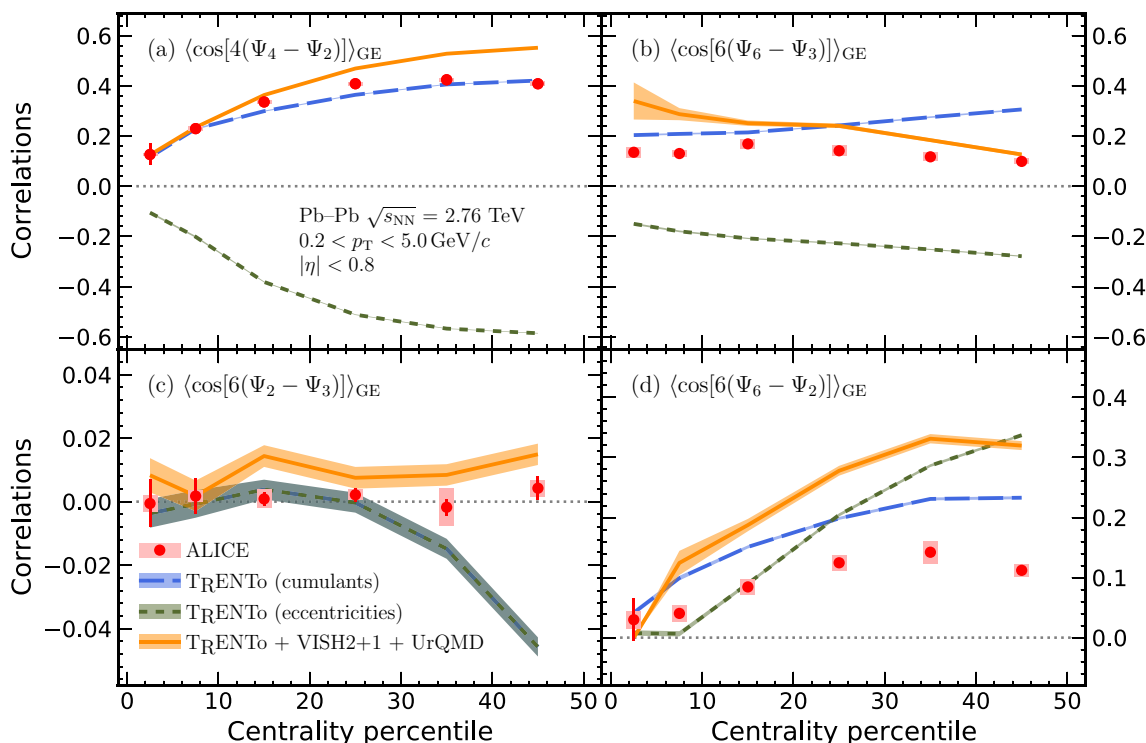 (a) ⟨cos[4(Ψ4 − Ψ2)]⟩GE
(b) ⟨cos[6(Ψ6 − Ψ3)]⟩GE
0.6
0.4
0.2
0.0
−0.2
−0.4
−0.6
Correlations
Pb–Pb √sNN = 2.76 TeV
0.2 < pT < 5.0 GeV/c
|η| < 0.8
0.6
0.4
0.2
0.0
−0.2
−0.4
−0.6
Correlations
(c) ⟨cos[6(Ψ2 − Ψ3)]⟩GE
(d) ⟨cos[6(Ψ6 − Ψ2)]⟩GE
0.04
0.02
0.00
−0.02
−0.04
Correlations
ALICE
TRENTo (cumulants)
TRENTo (eccentricities)
TRENTo + VISH2+1 + UrQMD
0.4
0.3
0.2
0.1
0.0
Correlations
0 10 20 30 40 50
0 10 20 30 40 50
Centrality percentile
Centrality percentile